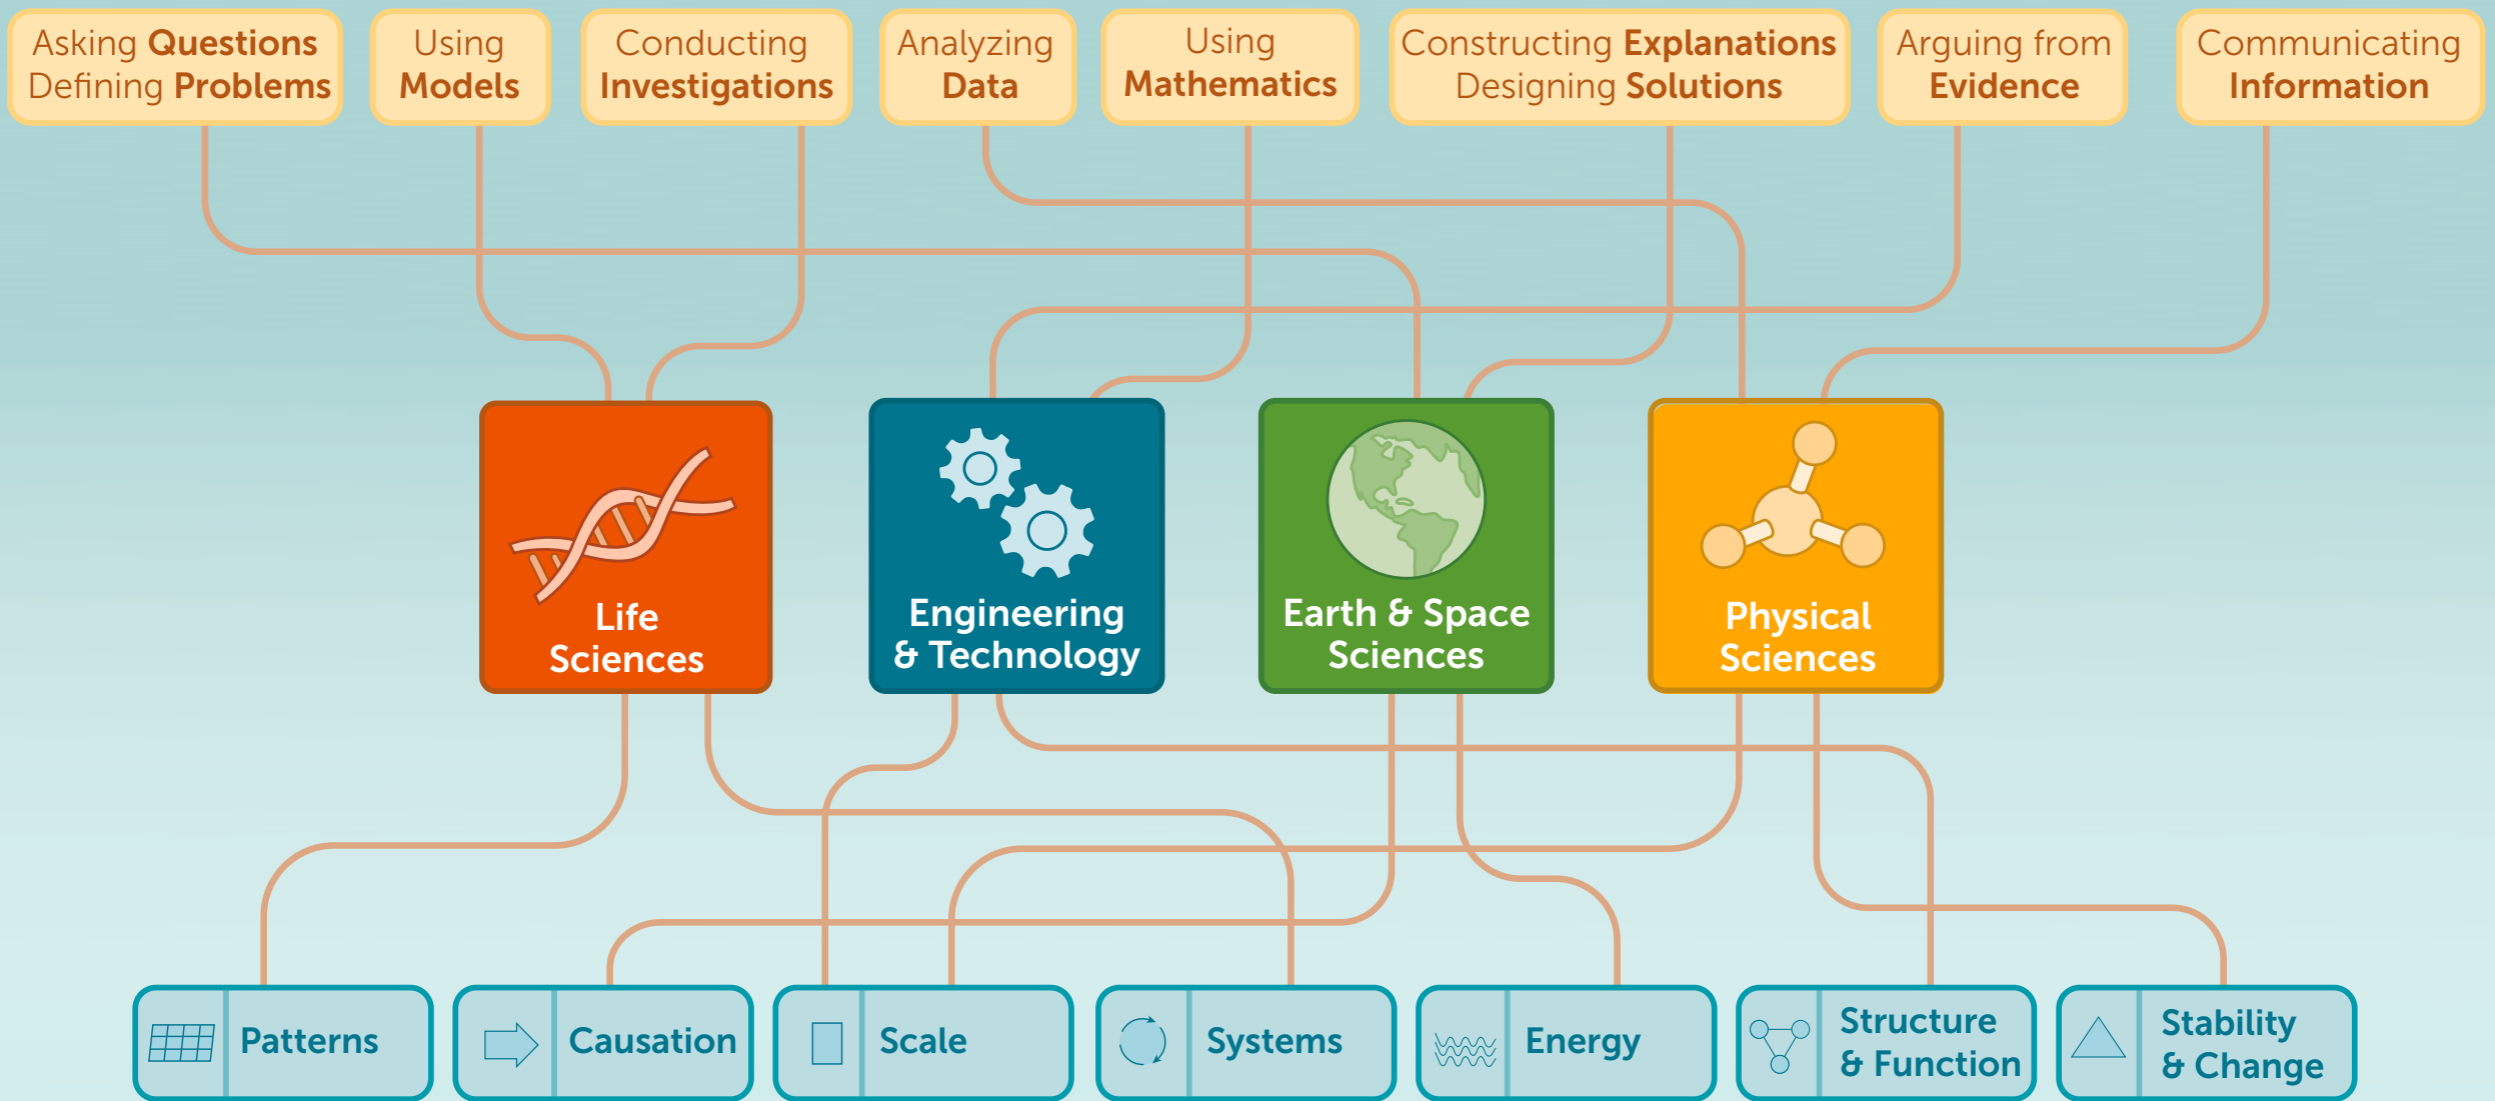 Asking Questions
Defining Problems
Using
Models
Conducting
Investigations
Analyzing
Data
Using
Mathematics
Constructing Explanations
Designing Solutions
Arguing from
Evidence
Communicating
Information
Life
Sciences
Engineering
& Technology
Earth & Space
Sciences
Physical
Sciences
Patterns
Causation
Scale
Systems
Energy
Structure
& Function
Stability
& Change